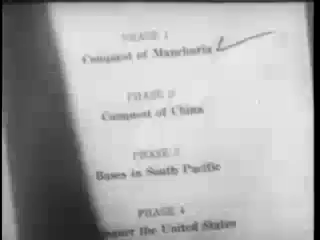 PHASE 1
Conquest of Manchuria
PHASE 2
Conquest of China
PHASE 3
Bases in South Pacific
PHASE 4
the United States